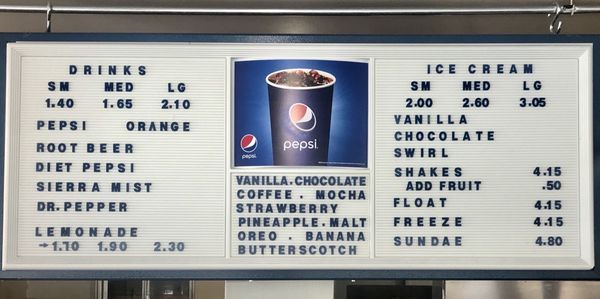 DRINKS
SM MED LG
1.40 1.65 2.10
PEPSI ORANGE
ROOT BEER
DIET PEPSI
SIERRA MIST
DR. PEPPER
LEMONADE
→1.70 1.90 2.30
pepsi
pepsi
VANILLA. CHOCOLATE
COFFEE. MOCHA
STRAWBERRY
PINEAPPLE. MALT
OREO . BANANA
BUTTERSCOTCH
ICE CREAM
SM MED LG
2.00 2.60 3.05
VANILLA
CHOCOLATE
SWIRL
SHAKES 4.15
ADD FRUIT .50
FLOAT 4.15
FREEZE 4.15
SUNDAE 4.80